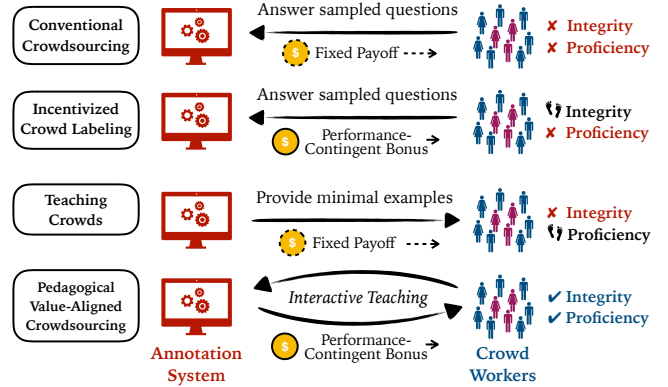 Conventional
Crowdsourcing
Answer sampled questions
$ Fixed Payoff
✘ Integrity
✘ Proficiency
Incentivized
Crowd Labeling
Answer sampled questions
$ Performance-
Contingent Bonus
Integrity
✘ Proficiency
Teaching
Crowds
Provide minimal examples
$ Fixed Payoff
✘ Integrity
Proficiency
Pedagogical
Value-Aligned
Crowdsourcing
Interactive Teaching
$ Performance-
Contingent Bonus
✔ Integrity
✔ Proficiency
Annotation
System
Crowd
Workers